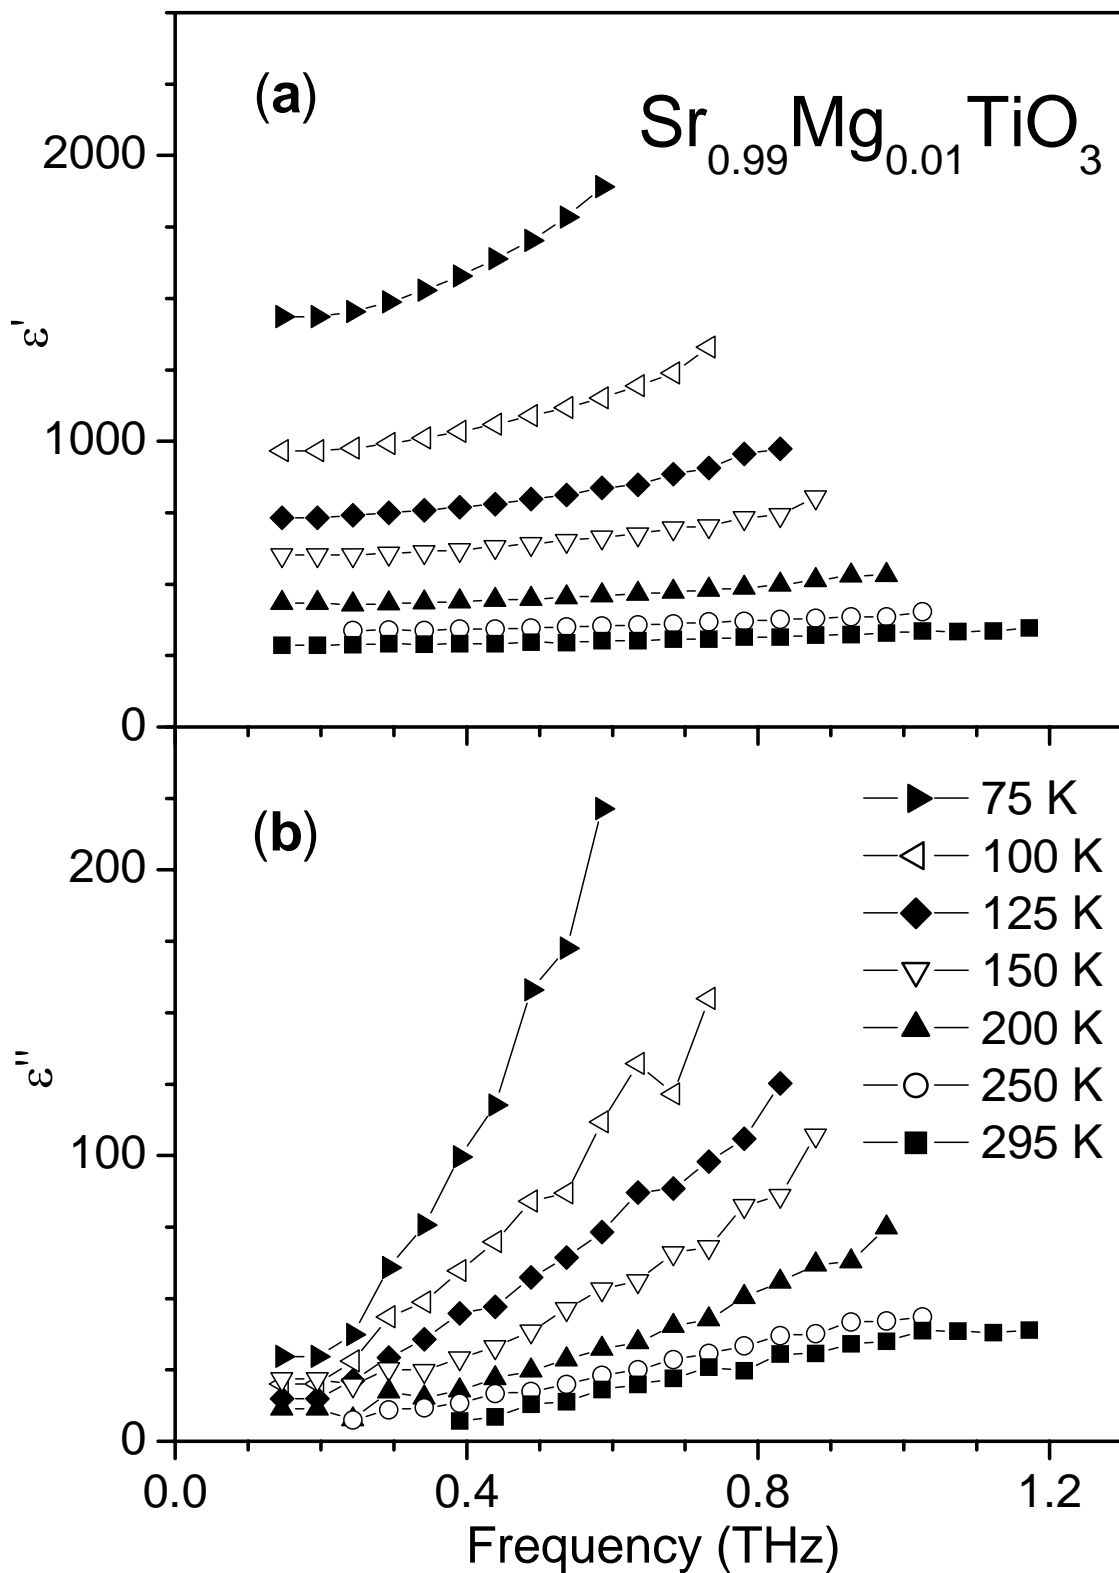 (a)
Sr0.99Mg0.01TiO3
2000
1000
0
ε'
(b)
75 K
100 K
125 K
150 K
200 K
250 K
295 K
200
100
0
ε''
0.0 0.4 0.8 1.2
Frequency (THz)